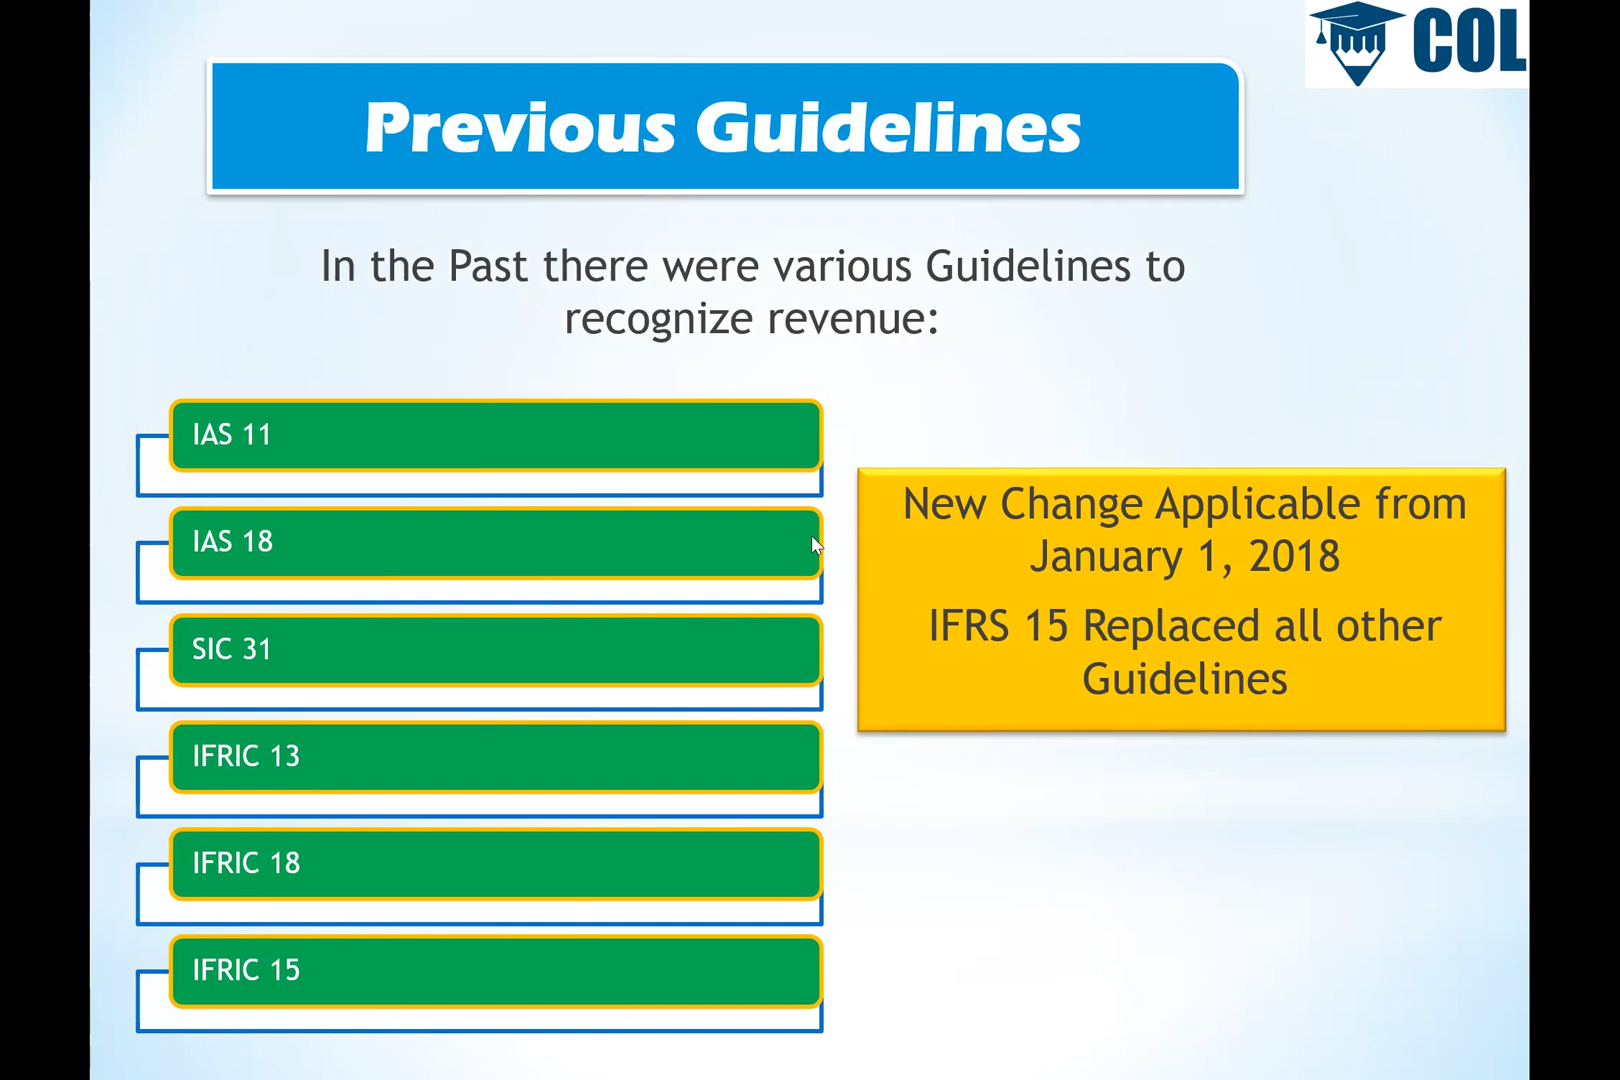 COL
Previous Guidelines
In the Past there were various Guidelines to
recognize revenue:
IAS 11
IAS 18
SIC 31
IFRIC 13
IFRIC 18
IFRIC 15
New Change Applicable from
January 1, 2018
IFRS 15 Replaced all other
Guidelines